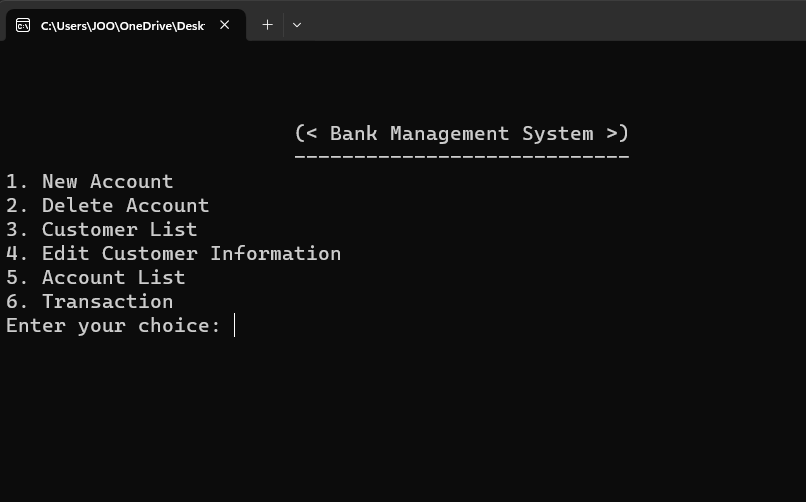 C:\Users\JOO\OneDrive\Desk
(< Bank Management System >)
----------------------------
1. New Account
2. Delete Account
3. Customer List
4. Edit Customer Information
5. Account List
6. Transaction
Enter your choice: